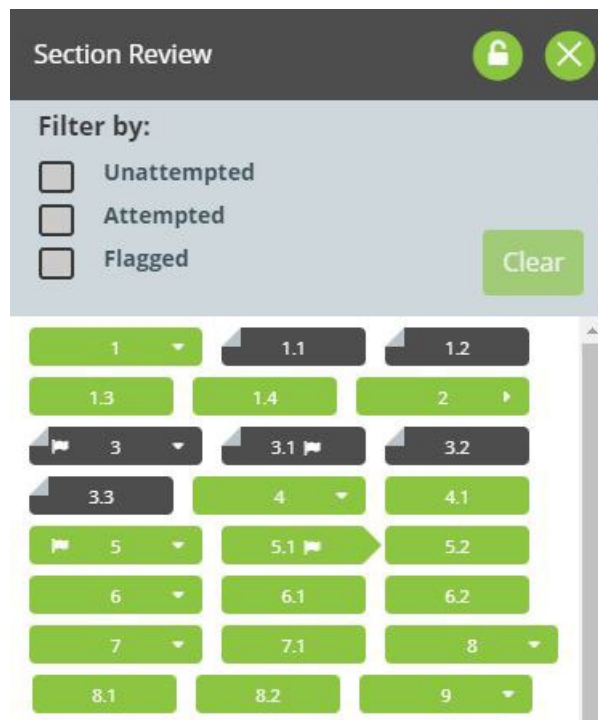 Section Review
Filter by:
Unattempted
Attempted
Flagged
Clear
1 1.1 1.2
1.3 1.4 2
3 3.1 3.2
3.3 4 4.1
5 5.1 5.2
6 6.1 6.2
7 7.1 8
8.1 8.2 9